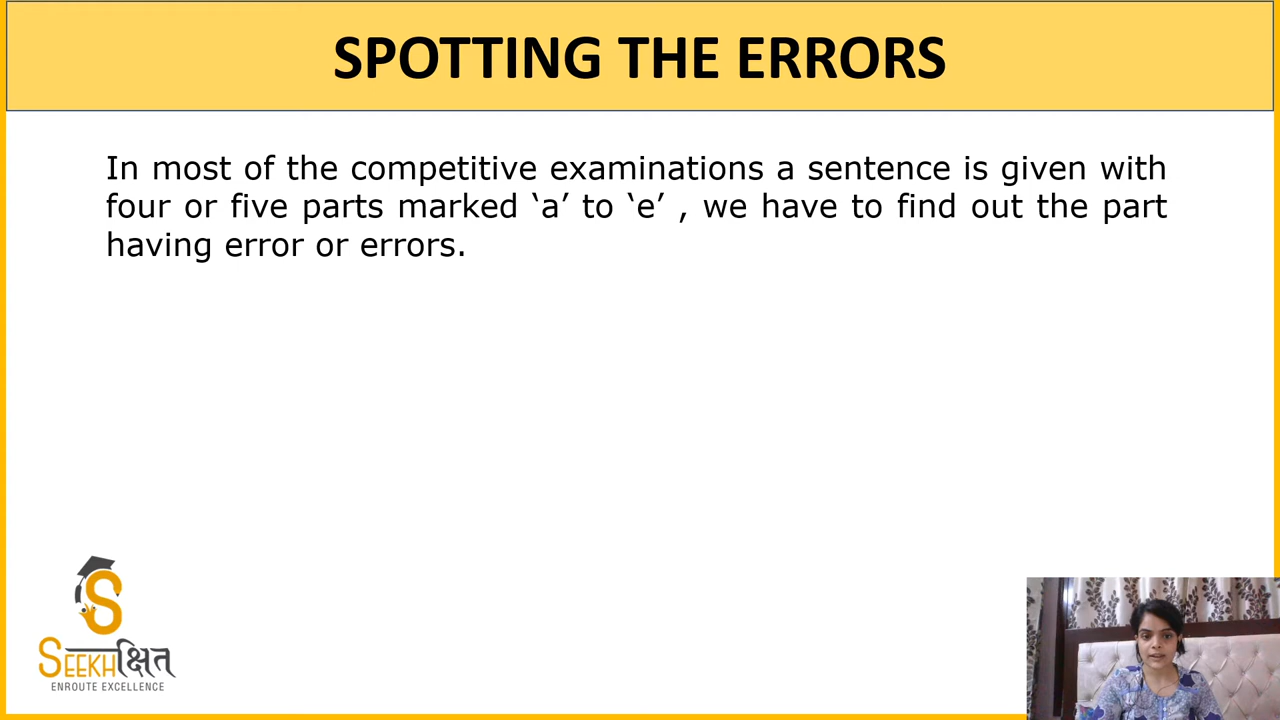 SPOTTING THE ERRORS
In most of the competitive examinations a sentence is given with
four or five parts marked ‘a’ to ‘e’ , we have to find out the part
having error or errors.
S
SEEKHक्षित
ENROUTE EXCELLENCE